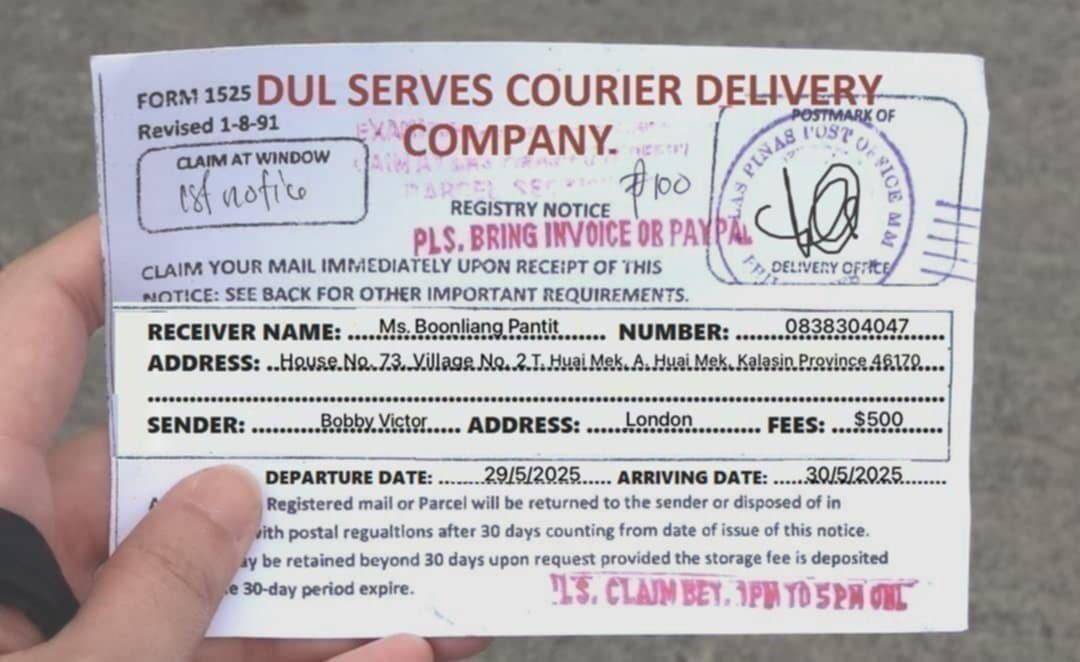 FORM 1525 DUL SERVES COURIER DELIVERY COMPANY.
Revised 1-8-91
CLAIM AT WINDOW
1st notice
PARCEL
₱100
REGISTRY NOTICE
PLS. BRING INVOICE OR PAYPAL
POSTMARK OF
LAS PINAS POST OFFICE MM
DELIVERY OFFICE
CLAIM YOUR MAIL IMMEDIATELY UPON RECEIPT OF THIS
NOTICE: SEE BACK FOR OTHER IMPORTANT REQUIREMENTS.
RECEIVER NAME: Ms. Boonliang Pantit NUMBER: 0838304047
ADDRESS: House No. 73, Village No. 2 T. Huai Mek, A. Huai Mek, Kalasin Province 46170
SENDER: Bobby Victor ADDRESS: London FEES: $500
DEPARTURE DATE: 29/5/2025 ARRIVING DATE: 30/5/2025
Registered mail or Parcel will be returned to the sender or disposed of in
with postal regualtions after 30 days counting from date of issue of this notice.
be retained beyond 30 days upon request provided the storage fee is deposited
30-day period expire.
PLS. CLAIM BET. 1PM TO 5PM ONL